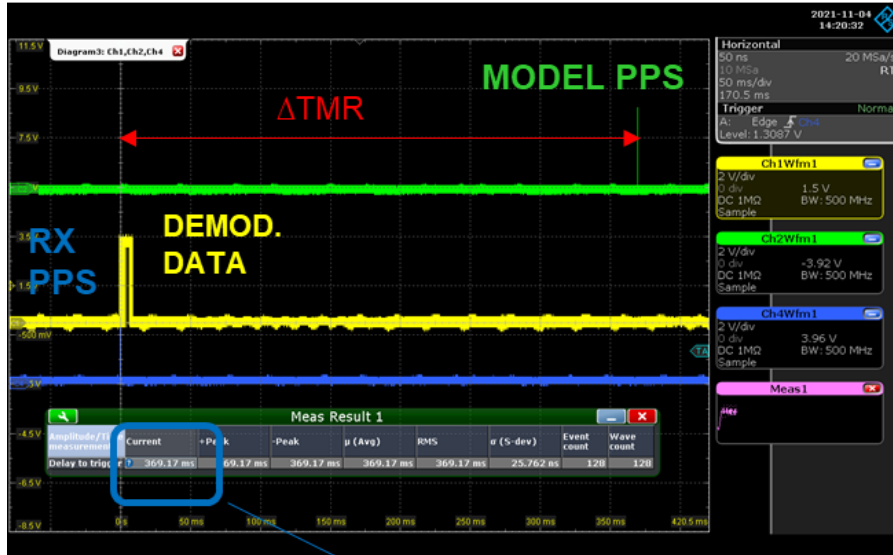 2021-11-04
14:20:32
11.5 V
Diagram3: Ch1,Ch2,Ch4
Horizontal
50 ns 20 MSa/s
10 MSa RT
50 ms/div
170.5 ms
Trigger Normal
A: Edge Ch4
Level: 1.3087 V
MODEL PPS
9.5 V
ΔTMR
7.5 V
Ch1Wfm1
2 V/div
0 div 1.5 V
DC 1MΩ BW: 500 MHz
Sample
DEMOD.
DATA
3.5 V
RX
PPS
1.5 V
Ch2Wfm1
2 V/div
0 div -3.92 V
DC 1MΩ BW: 500 MHz
Sample
-500 mV
TA
Ch4Wfm1
2 V/div
0 div 3.96 V
DC 1MΩ BW: 500 MHz
Sample
Meas1
Meas Result 1
Amplitude/Time
measurement Current +Peak -Peak μ (Avg) RMS σ (S-dev) Event
count Wave
count
Delay to trigger 369.17 ms 369.17 ms 369.17 ms 369.17 ms 369.17 ms 25.762 ns 128 128
-4.5 V
-6.5 V
-8.5 V
0 s 50 ms 100 ms 150 ms 200 ms 250 ms 300 ms 350 ms 420.5 ms